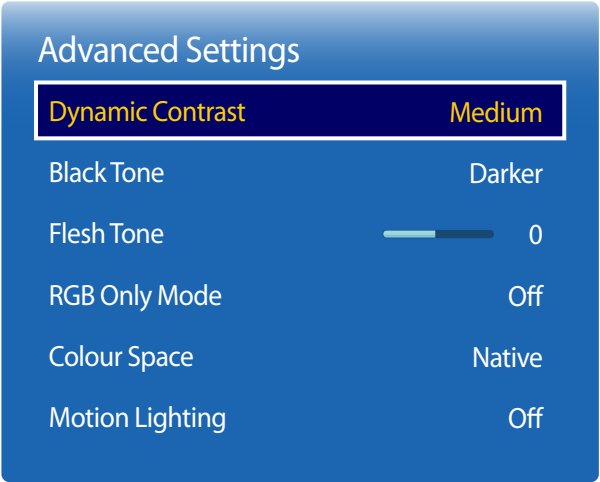 Advanced Settings
Dynamic Contrast Medium
Black Tone Darker
Flesh Tone 0
RGB Only Mode Off
Colour Space Native
Motion Lighting Off